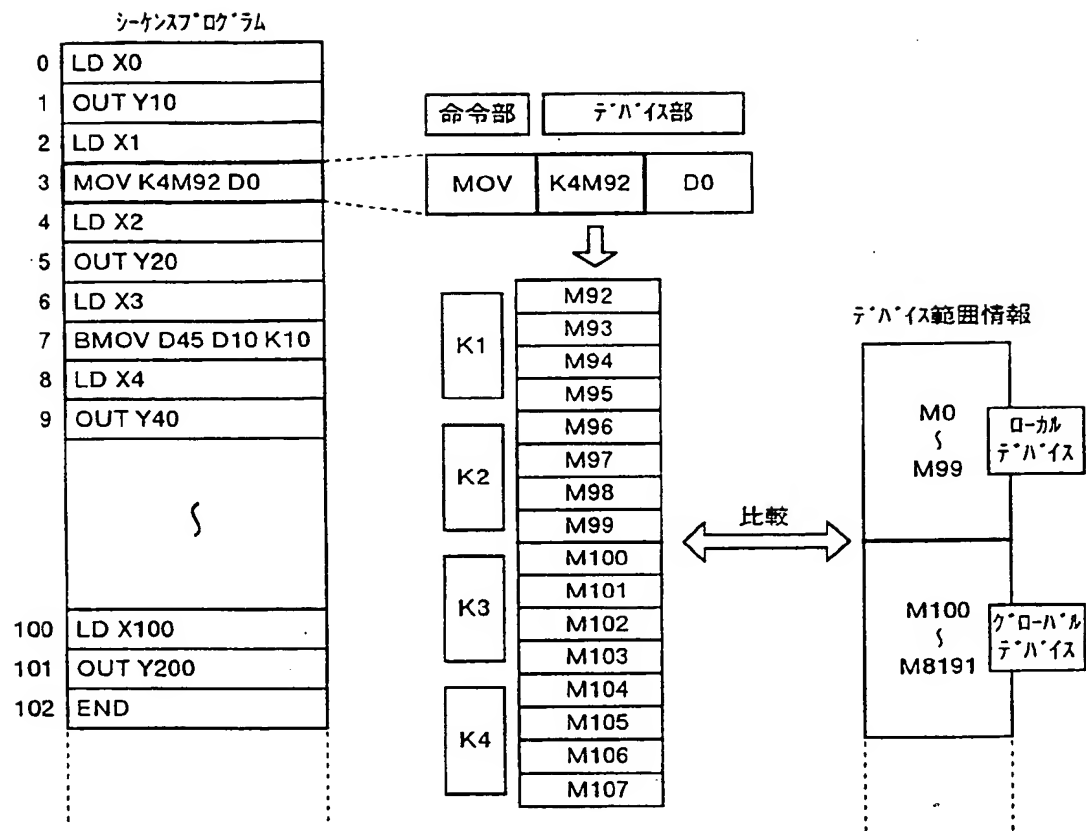 シーケンスプログラム
0 LD X0
1 OUT Y10
2 LD X1
3 MOV K4M92 D0
4 LD X2
5 OUT Y20
6 LD X3
7 BMOV D45 D10 K10
8 LD X4
9 OUT Y40
〜
100 LD X100
101 OUT Y200
102 END
命令部 デバイス部
MOV K4M92 D0
K1
K2
K3
K4
M92
M93
M94
M95
M96
M97
M98
M99
M100
M101
M102
M103
M104
M105
M106
M107
比較
デバイス範囲情報
M0
〜
M99
ローカル
デバイス
M100
〜
M8191
グローバル
デバイス